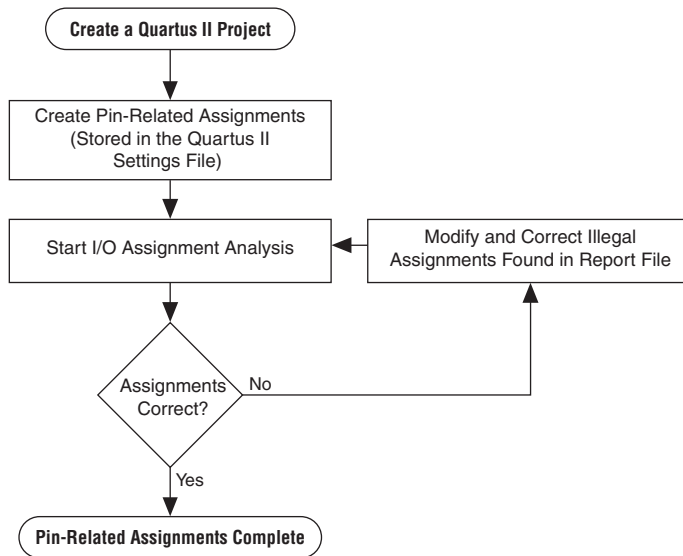 Create a Quartus II Project
Create Pin-Related Assignments
(Stored in the Quartus II
Settings File)
Start I/O Assignment Analysis
Modify and Correct Illegal
Assignments Found in Report File
Assignments
Correct?
No
Yes
Pin-Related Assignments Complete